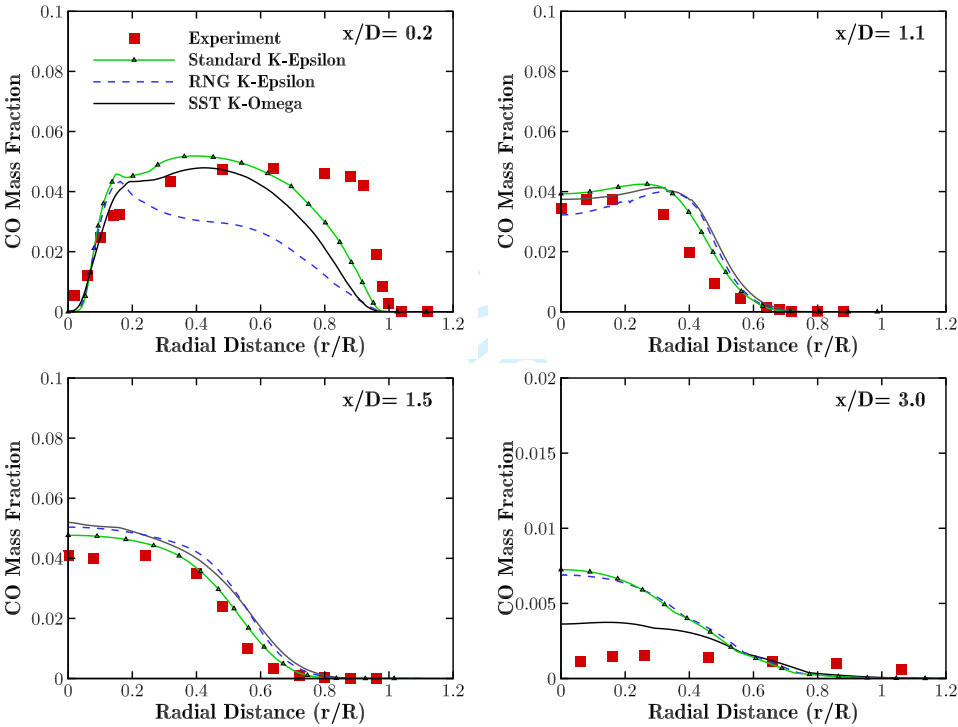 0.1
x/D= 0.2
Experiment
Standard K-Epsilon
RNG K-Epsilon
SST K-Omega
0.08
0.06
0.04
0.02
0
CO Mass Fraction
0 0.2 0.4 0.6 0.8 1 1.2
Radial Distance (r/R)
0.1
x/D= 1.1
0.08
0.06
0.04
0.02
0
CO Mass Fraction
0 0.2 0.4 0.6 0.8 1 1.2
Radial Distance (r/R)
0.1
x/D= 1.5
0.08
0.06
0.04
0.02
0
CO Mass Fraction
0 0.2 0.4 0.6 0.8 1 1.2
Radial Distance (r/R)
0.02
x/D= 3.0
0.015
0.01
0.005
0
CO Mass Fraction
0 0.2 0.4 0.6 0.8 1 1.2
Radial Distance (r/R)